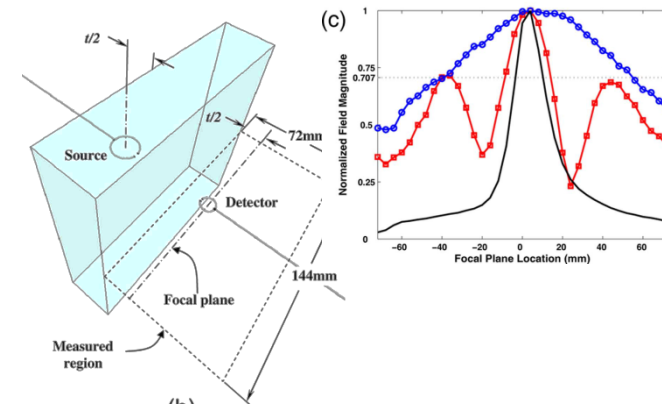 t/2
Source
t/2
72mm
Detector
144mm
Focal plane
Measured
region
(c)
Normalized Field Magnitude
1
0.75
0.707
0.5
0.25
0
−60
−40
−20
0
20
40
60
Focal Plane Location (mm)